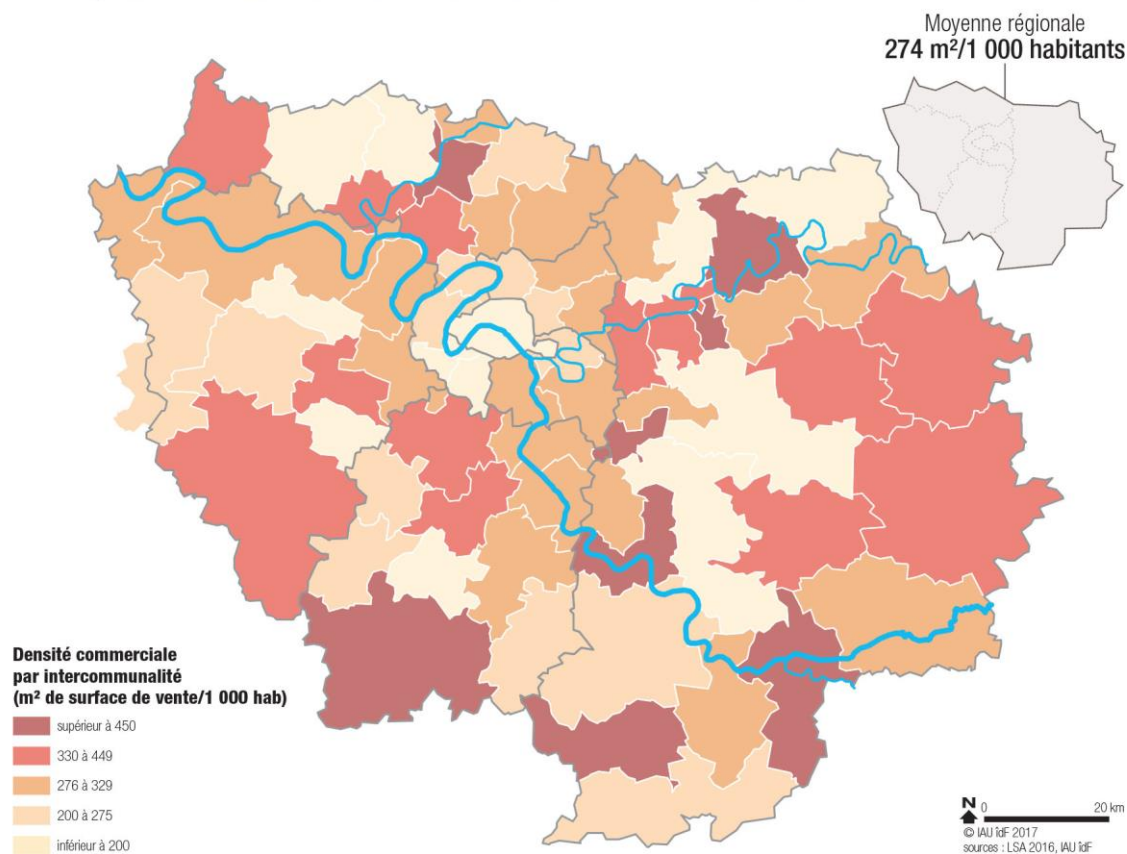 Moyenne régionale
274 m²/1 000 habitants
Densité commerciale
par intercommunalité
(m² de surface de vente/1 000 hab)
supérieur à 450
330 à 449
276 à 329
200 à 275
inférieur à 200
N 0 20 km
© IAU îdF 2017
sources : LSA 2016, IAU îdF